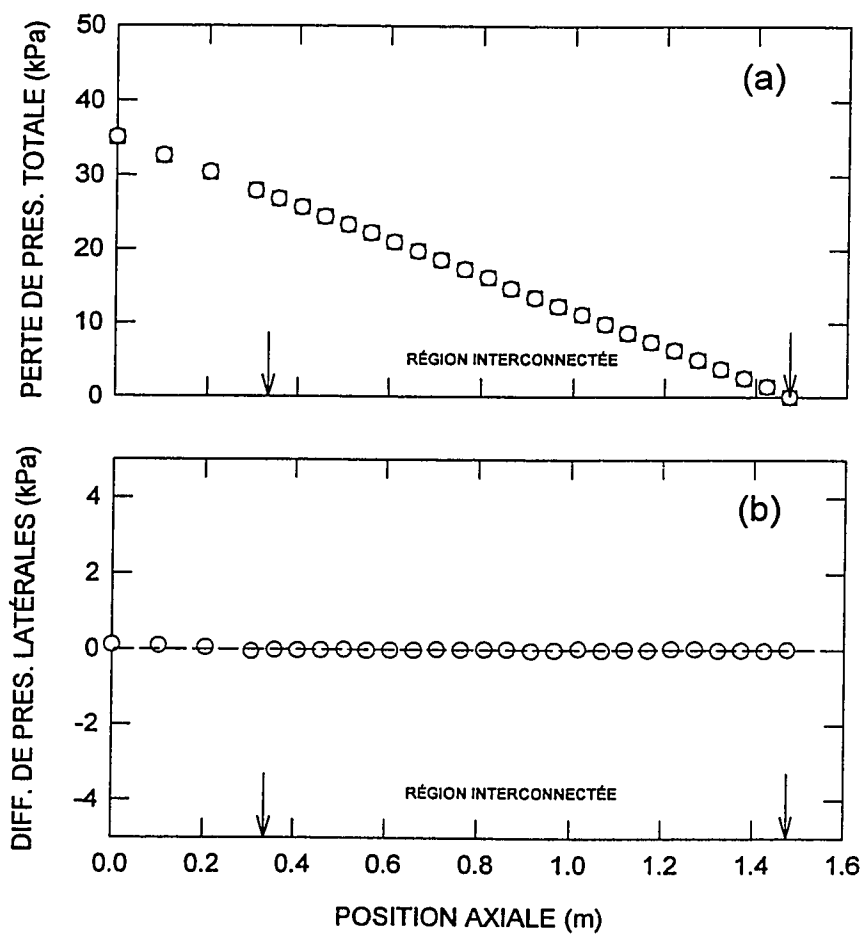 50
40
30
20
10
0
PERTE DE PRES. TOTALE (kPa)
(a)
RÉGION INTERCONNECTÉE
4
2
0
-2
-4
DIFF. DE PRES. LATÉRALES (kPa)
(b)
RÉGION INTERCONNECTÉE
0.0 0.2 0.4 0.6 0.8 1.0 1.2 1.4 1.6
POSITION AXIALE (m)